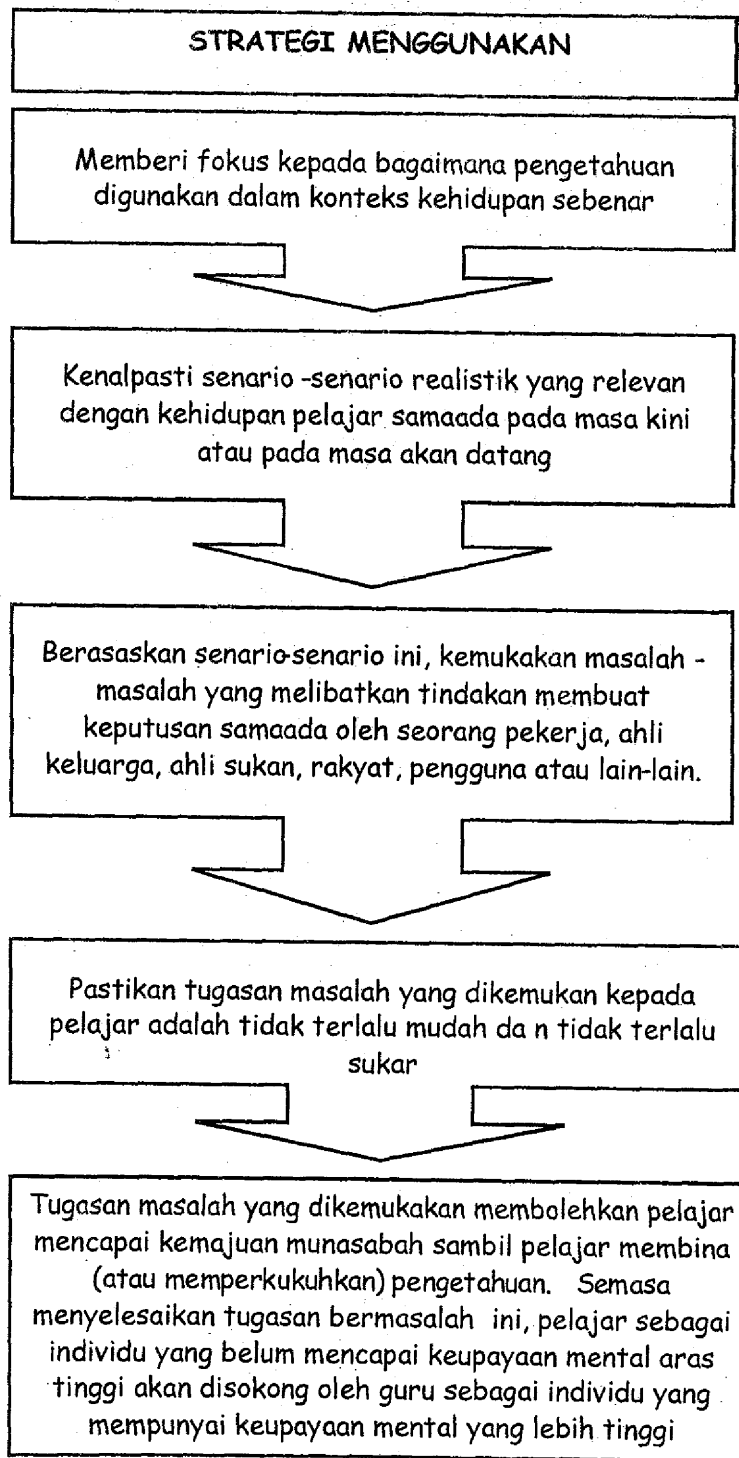 STRATEGI MENGGUNAKAN
Memberi fokus kepada bagaimana pengetahuan
digunakan dalam konteks kehidupan sebenar
Kenalpasti senario -senario realistik yang relevan
dengan kehidupan pelajar samaada pada masa kini
atau pada masa akan datang
Berasaskan senario-senario ini, kemukakan masalah -
masalah yang melibatkan tindakan membuat
keputusan samaada oleh seorang pekerja, ahli
keluarga, ahli sukan, rakyat, pengguna atau lain-lain.
Pastikan tugasan masalah yang dikemukan kepada
pelajar adalah tidak terlalu mudah da n tidak terlalu
sukar
Tugasan masalah yang dikemukakan membolehkan pelajar
mencapai kemajuan munasabah sambil pelajar membina
(atau memperkukuhkan) pengetahuan. Semasa
menyelesaikan tugasan bermasalah ini, pelajar sebagai
individu yang belum mencapai keupayaan mental aras
tinggi akan disokong oleh guru sebagai individu yang
mempunyai keupayaan mental yang lebih tinggi